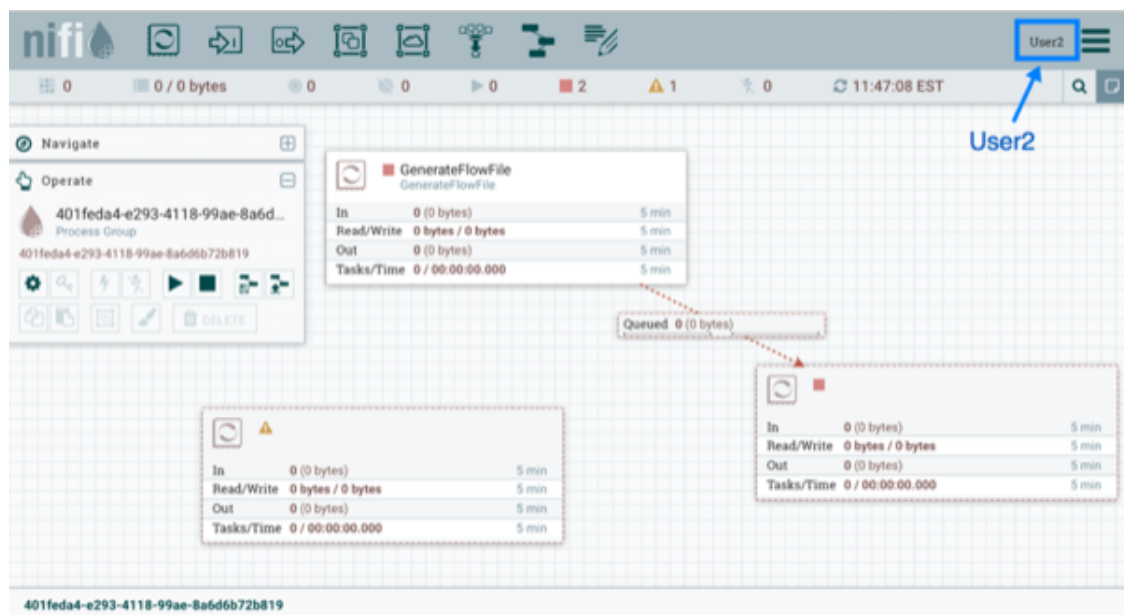 nifi
User2
0
0 / 0 bytes
0
0
0
2
1
0
11:47:08 EST
User2
Navigate
Operate
401feda4-e293-4118-99ae-8a6d...
Process Group
401feda4-e293-4118-99ae-8a6d6b72b819
DELETE
GenerateFlowFile
GenerateFlowFile
In 0 (0 bytes) 5 min
Read/Write 0 bytes / 0 bytes 5 min
Out 0 (0 bytes) 5 min
Tasks/Time 0 / 00:00:00.000 5 min
Queued 0 (0 bytes)
In 0 (0 bytes) 5 min
Read/Write 0 bytes / 0 bytes 5 min
Out 0 (0 bytes) 5 min
Tasks/Time 0 / 00:00:00.000 5 min
In 0 (0 bytes) 5 min
Read/Write 0 bytes / 0 bytes 5 min
Out 0 (0 bytes) 5 min
Tasks/Time 0 / 00:00:00.000 5 min
401feda4-e293-4118-99ae-8a6d6b72b819